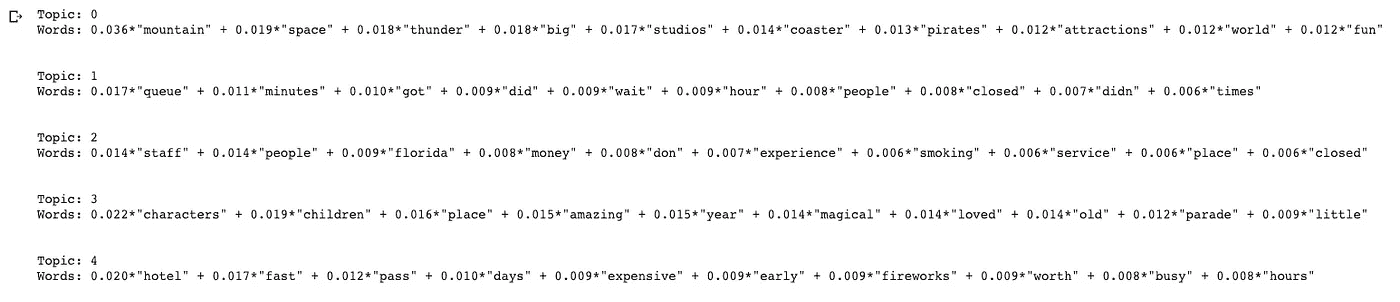 Topic: 0
Words: 0.036*"mountain" + 0.019*"space" + 0.018*"thunder" + 0.018*"big" + 0.017*"studios" + 0.014*"coaster" + 0.013*"pirates" + 0.012*"attractions" + 0.012*"world" + 0.012*"fun"
Topic: 1
Words: 0.017*"queue" + 0.011*"minutes" + 0.010*"got" + 0.009*"did" + 0.009*"wait" + 0.009*"hour" + 0.008*"people" + 0.008*"closed" + 0.007*"didn" + 0.006*"times"
Topic: 2
Words: 0.014*"staff" + 0.014*"people" + 0.009*"florida" + 0.008*"money" + 0.008*"don" + 0.007*"experience" + 0.006*"smoking" + 0.006*"service" + 0.006*"place" + 0.006*"closed"
Topic: 3
Words: 0.022*"characters" + 0.019*"children" + 0.016*"place" + 0.015*"amazing" + 0.015*"year" + 0.014*"magical" + 0.014*"loved" + 0.014*"old" + 0.012*"parade" + 0.009*"little"
Topic: 4
Words: 0.020*"hotel" + 0.017*"fast" + 0.012*"pass" + 0.010*"days" + 0.009*"expensive" + 0.009*"early" + 0.009*"fireworks" + 0.009*"worth" + 0.008*"busy" + 0.008*"hours"